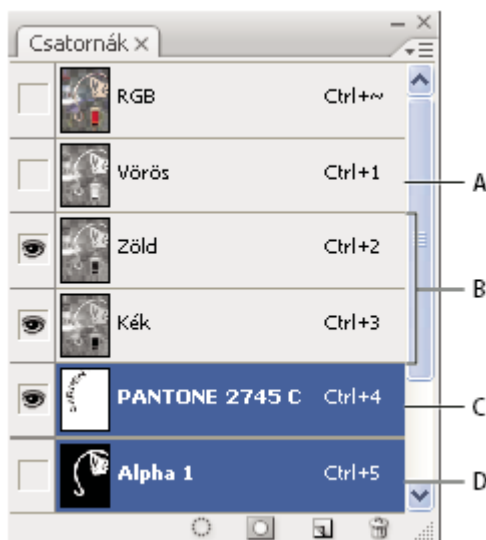 Csatornák
RGB Ctrl+~
Vörös Ctrl+1
A
Zöld Ctrl+2
B
Kék Ctrl+3
PANTONE 2745 C Ctrl+4
C
Alpha 1 Ctrl+5
D